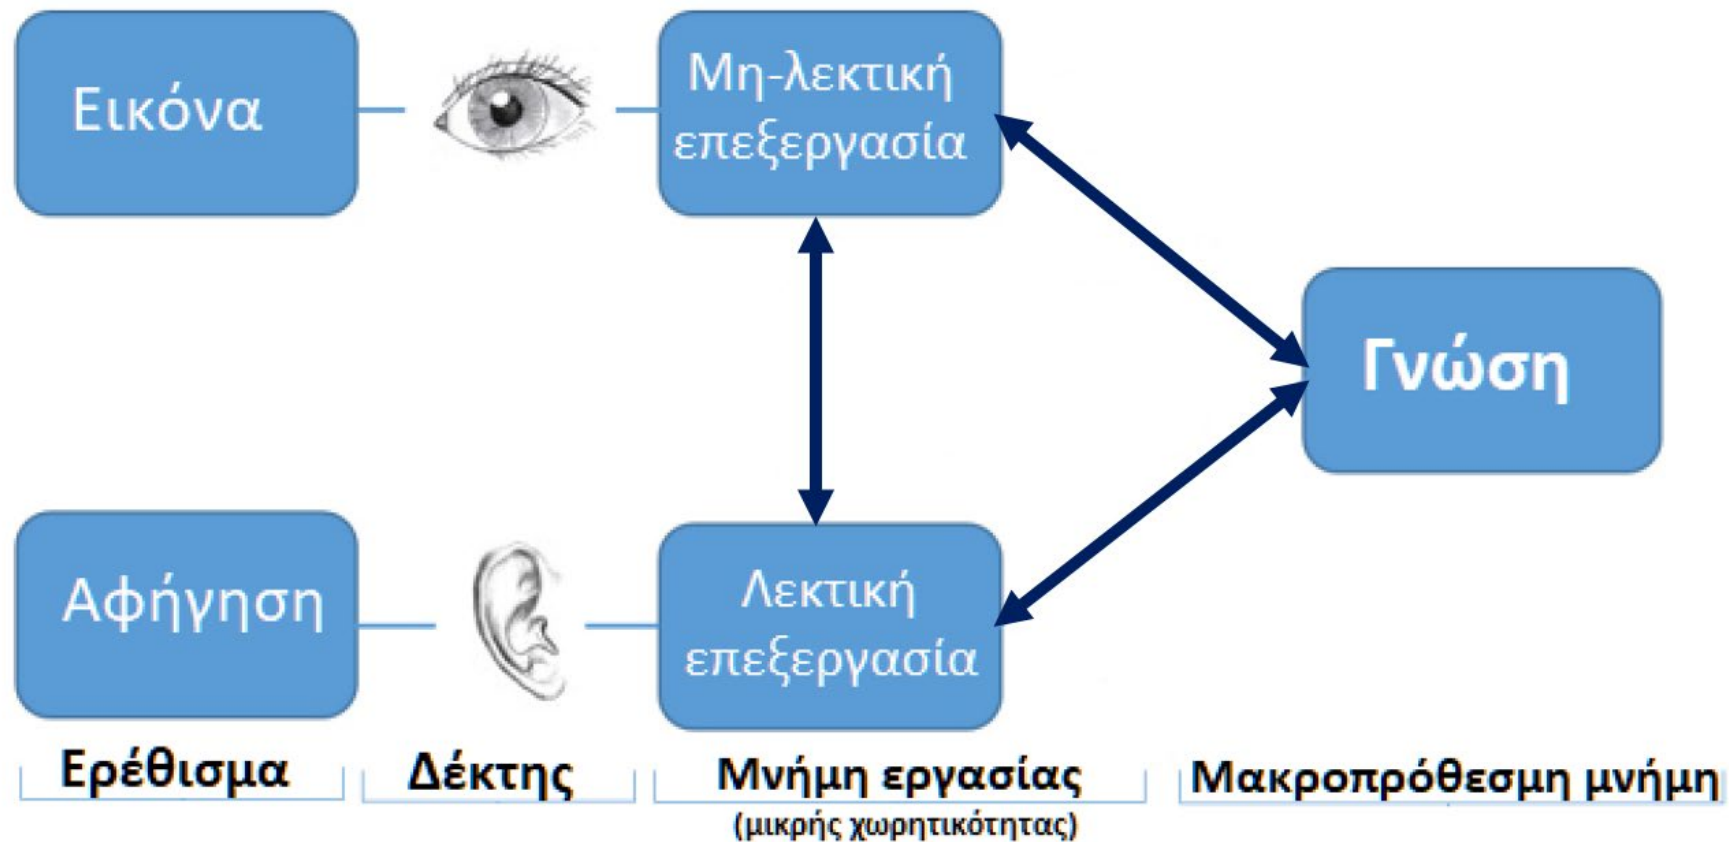 Εικόνα
Μη-λεκτική
επεξεργασία
Γνώση
Αφήγηση
Λεκτική
επεξεργασία
Ερέθισμα
Δέκτης
Μνήμη εργασίας
(μικρής χωρητικότητας)
Μακροπρόθεσμη μνήμη